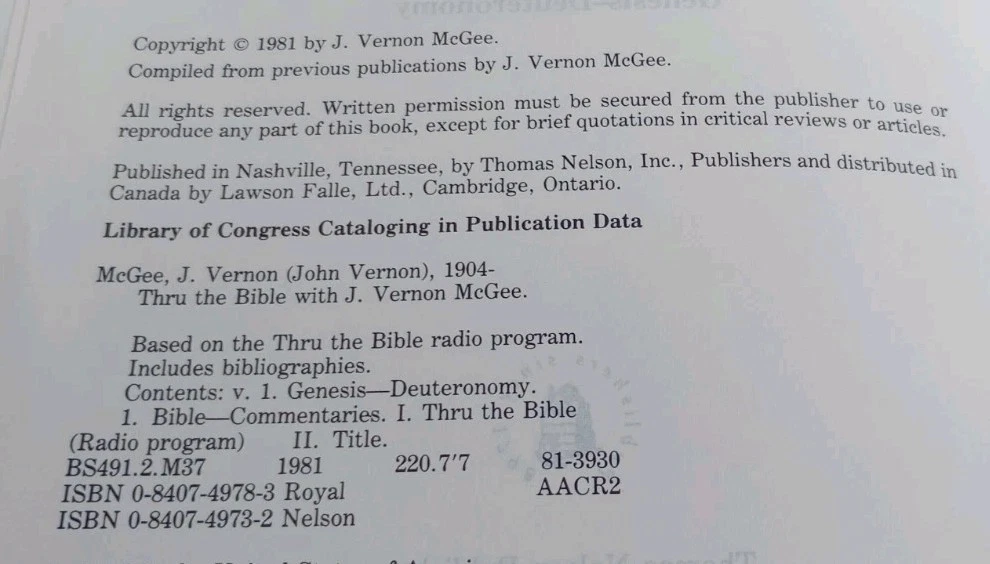 Copyright © 1981 by J. Vernon McGee.
Compiled from previous publications by J. Vernon McGee.
All rights reserved. Written permission must be secured from the publisher to use or
reproduce any part of this book, except for brief quotations in critical reviews or articles.
Published in Nashville, Tennessee, by Thomas Nelson, Inc., Publishers and distributed in
Canada by Lawson Falle, Ltd., Cambridge, Ontario.
Library of Congress Cataloging in Publication Data
McGee, J. Vernon (John Vernon), 1904-
Thru the Bible with J. Vernon McGee.
Based on the Thru the Bible radio program.
Includes bibliographies.
Contents: v. 1. Genesis—Deuteronomy.
1. Bible—Commentaries. I. Thru the Bible
(Radio program) II. Title.
BS491.2.M37 1981 220.7'7 81-3930
ISBN 0-8407-4978-3 Royal AACR2
ISBN 0-8407-4973-2 Nelson